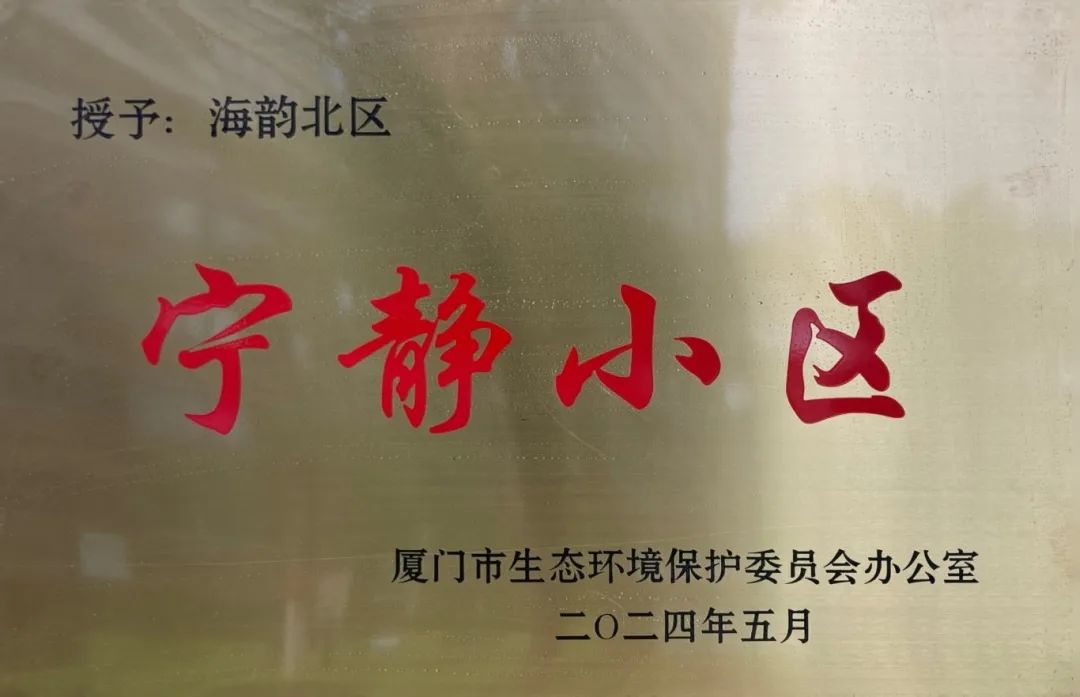 授予：海韵北区
宁静小区
厦门市生态环境保护委员会办公室
二〇二四年五月